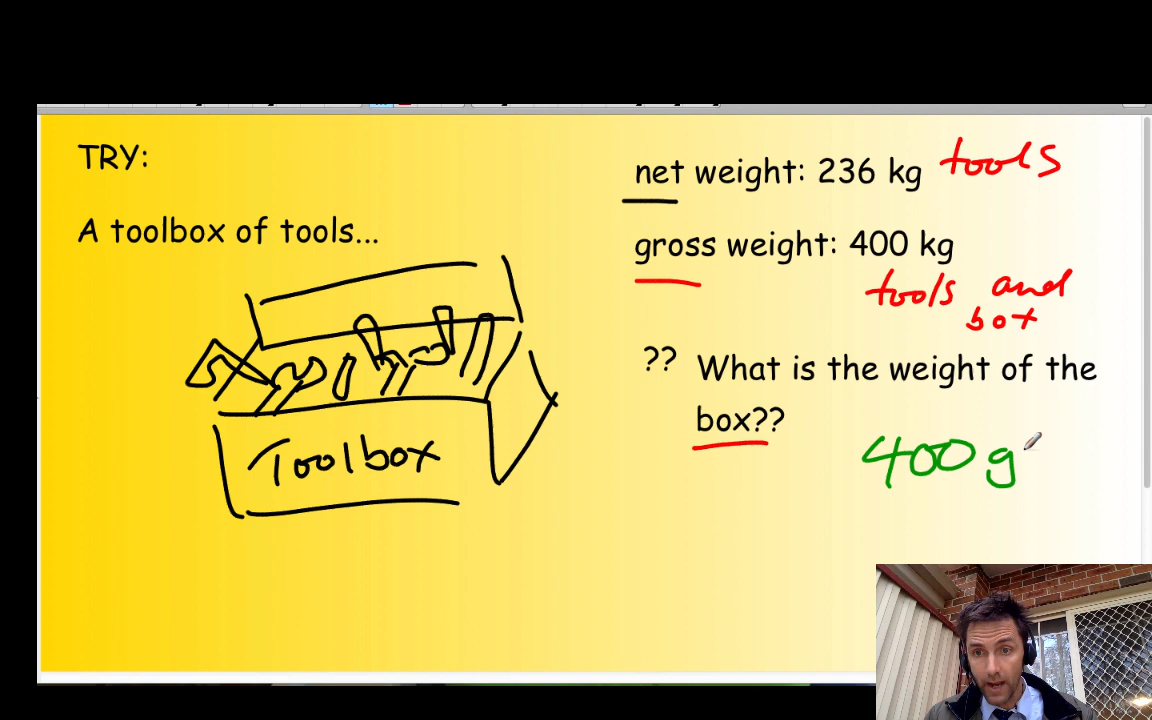 TRY:
A toolbox of tools...
Toolbox
net weight: 236 kg tools
gross weight: 400 kg
tools and
box
?? What is the weight of the
box??
400 g